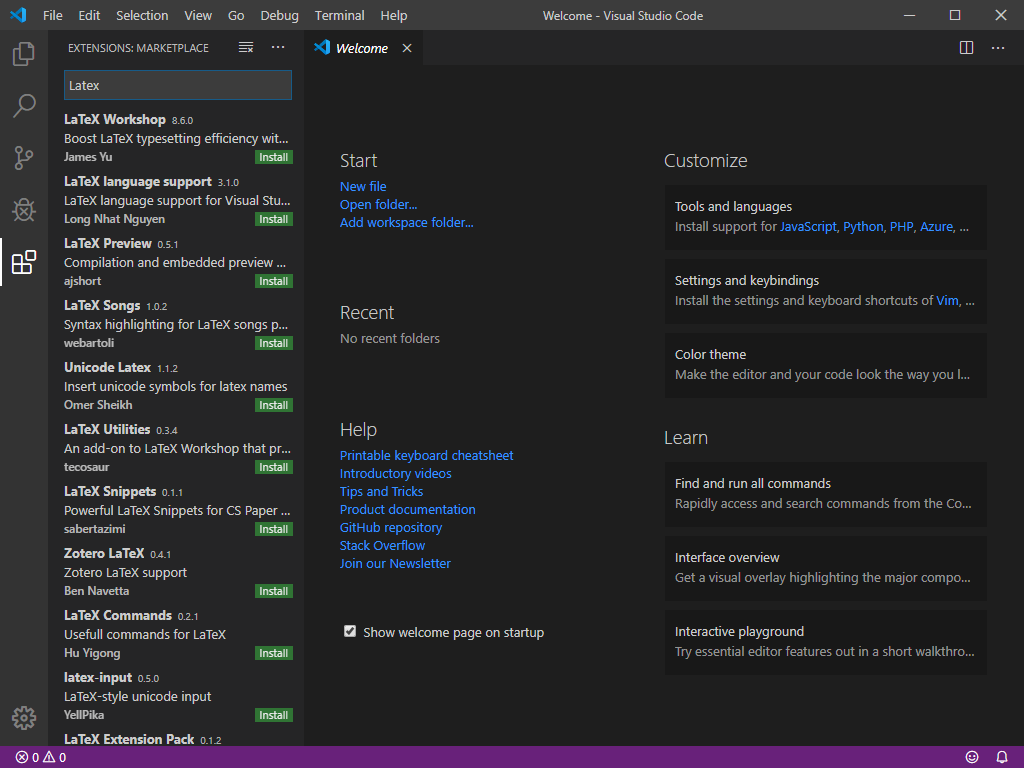 File Edit Selection View Go Debug Terminal Help Welcome - Visual Studio Code
EXTENSIONS: MARKETPLACE
Welcome
Latex
LaTeX Workshop 8.6.0
Boost LaTeX typesetting efficiency wit...
James Yu Install
LaTeX language support 3.1.0
LaTeX language support for Visual Stu...
Long Nhat Nguyen Install
LaTeX Preview 0.5.1
Compilation and embedded preview ...
ajshort Install
LaTeX Songs 1.0.2
Syntax highlighting for LaTeX songs p...
webartoli Install
Unicode Latex 1.1.2
Insert unicode symbols for latex names
Omer Sheikh Install
LaTeX Utilities 0.3.4
An add-on to LaTeX Workshop that pr...
tecosaur Install
LaTeX Snippets 0.1.1
Powerful LaTeX Snippets for CS Paper ...
sabertazimi Install
Zotero LaTeX 0.4.1
Zotero LaTeX support
Ben Navetta Install
LaTeX Commands 0.2.1
Usefull commands for LaTeX
Hu Yigong Install
latex-input 0.5.0
LaTeX-style unicode input
YellPika Install
LaTeX Extension Pack 0.1.2
Start
New file
Open folder...
Add workspace folder...
Recent
No recent folders
Help
Printable keyboard cheatsheet
Introductory videos
Tips and Tricks
Product documentation
GitHub repository
Stack Overflow
Join our Newsletter
Show welcome page on startup
Customize
Tools and languages
Install support for JavaScript, Python, PHP, Azure, ...
Settings and keybindings
Install the settings and keyboard shortcuts of Vim, ...
Color theme
Make the editor and your code look the way you l...
Learn
Find and run all commands
Rapidly access and search commands from the Co...
Interface overview
Get a visual overlay highlighting the major compo...
Interactive playground
Try essential editor features out in a short walkthro...
0 0